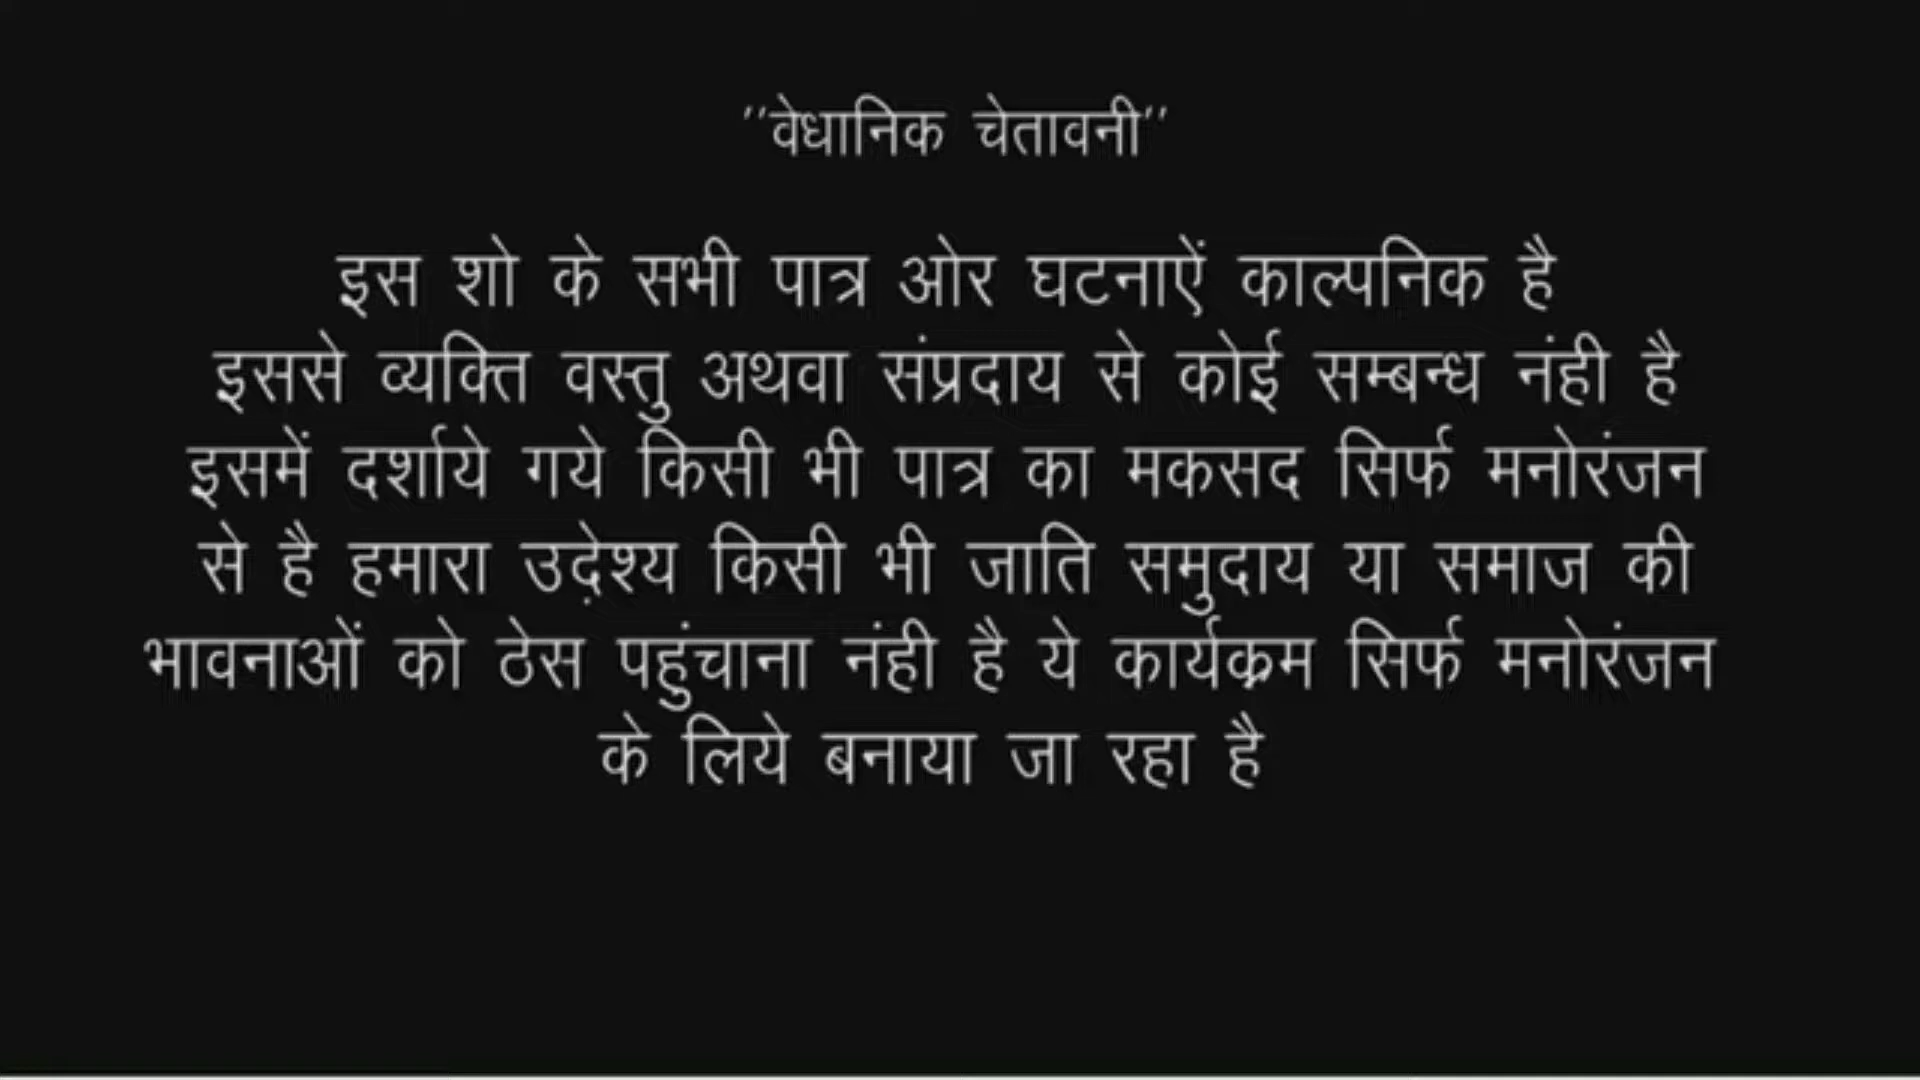 ''वेधानिक चेतावनी''
इस शो के सभी पात्र ओर घटनाऐं काल्पनिक है
इससे व्यक्ति वस्तु अथवा संप्रदाय से कोई सम्बन्ध नंही है
इसमें दर्शाये गये किसी भी पात्र का मकसद सिर्फ मनोरंजन
से है हमारा उद़ेश्य किसी भी जाति समुदाय या समाज की
भावनाओं को ठेस पहुंचाना नंही है ये कार्यक्रम सिर्फ मनोरंजन
के लिये बनाया जा रहा है